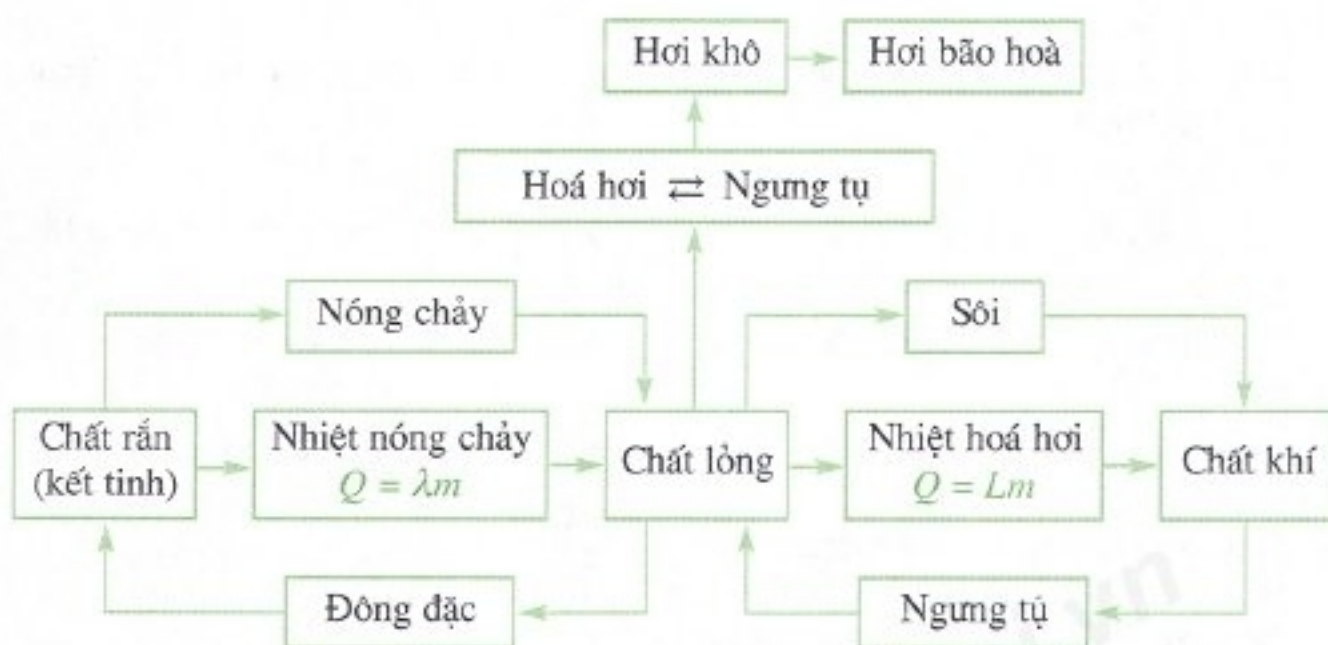 Hơi khô
Hơi bão hoà
Hoá hơi ⇄ Ngưng tụ
Nóng chảy
Sôi
Chất rắn
(kết tinh)
Nhiệt nóng chảy
Q = λm
Chất lỏng
Nhiệt hoá hơi
Q = Lm
Chất khí
Đông đặc
Ngưng tụ
.vn